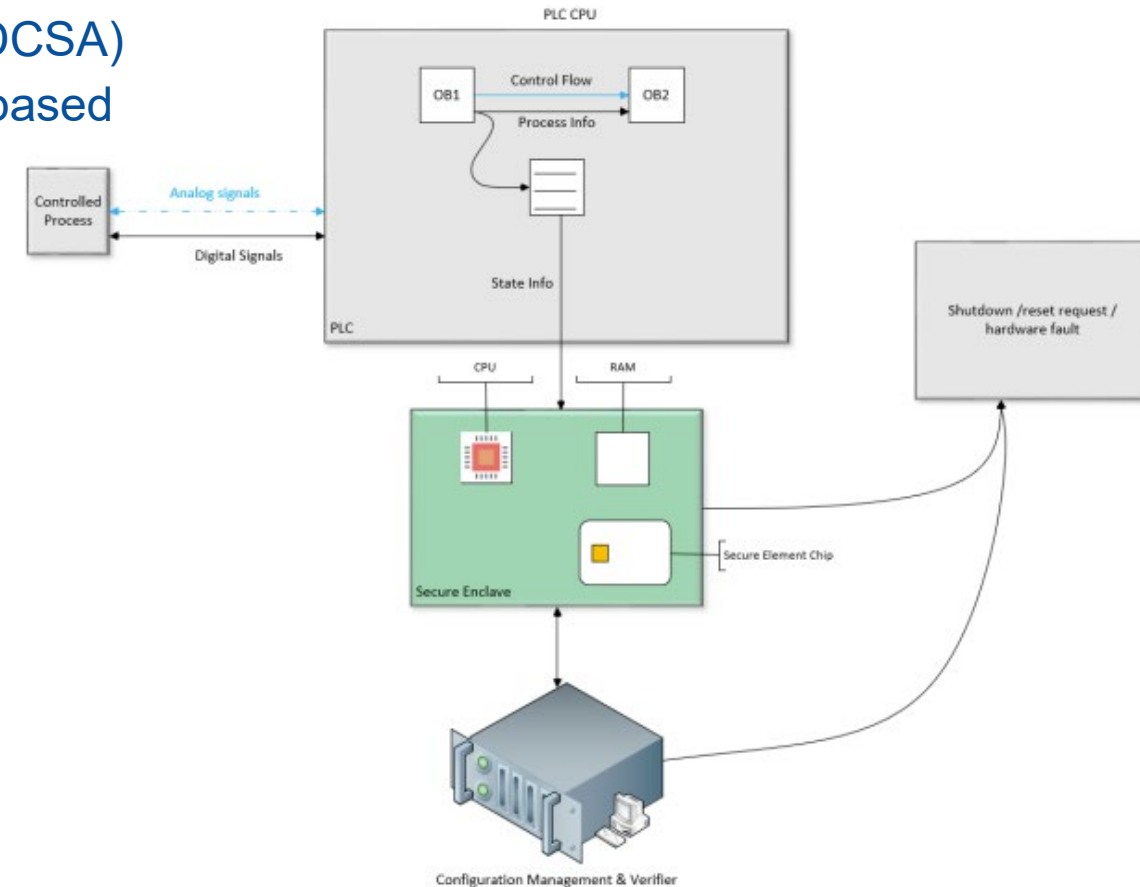 DCSA)
based
PLC CPU
OB1
Control Flow
OB2
Process Info
Controlled
Process
Analog signals
Digital Signals
State Info
PLC
Shutdown /reset request /
hardware fault
CPU
RAM
Secure Element Chip
Secure Enclave
Configuration Management & Verifier